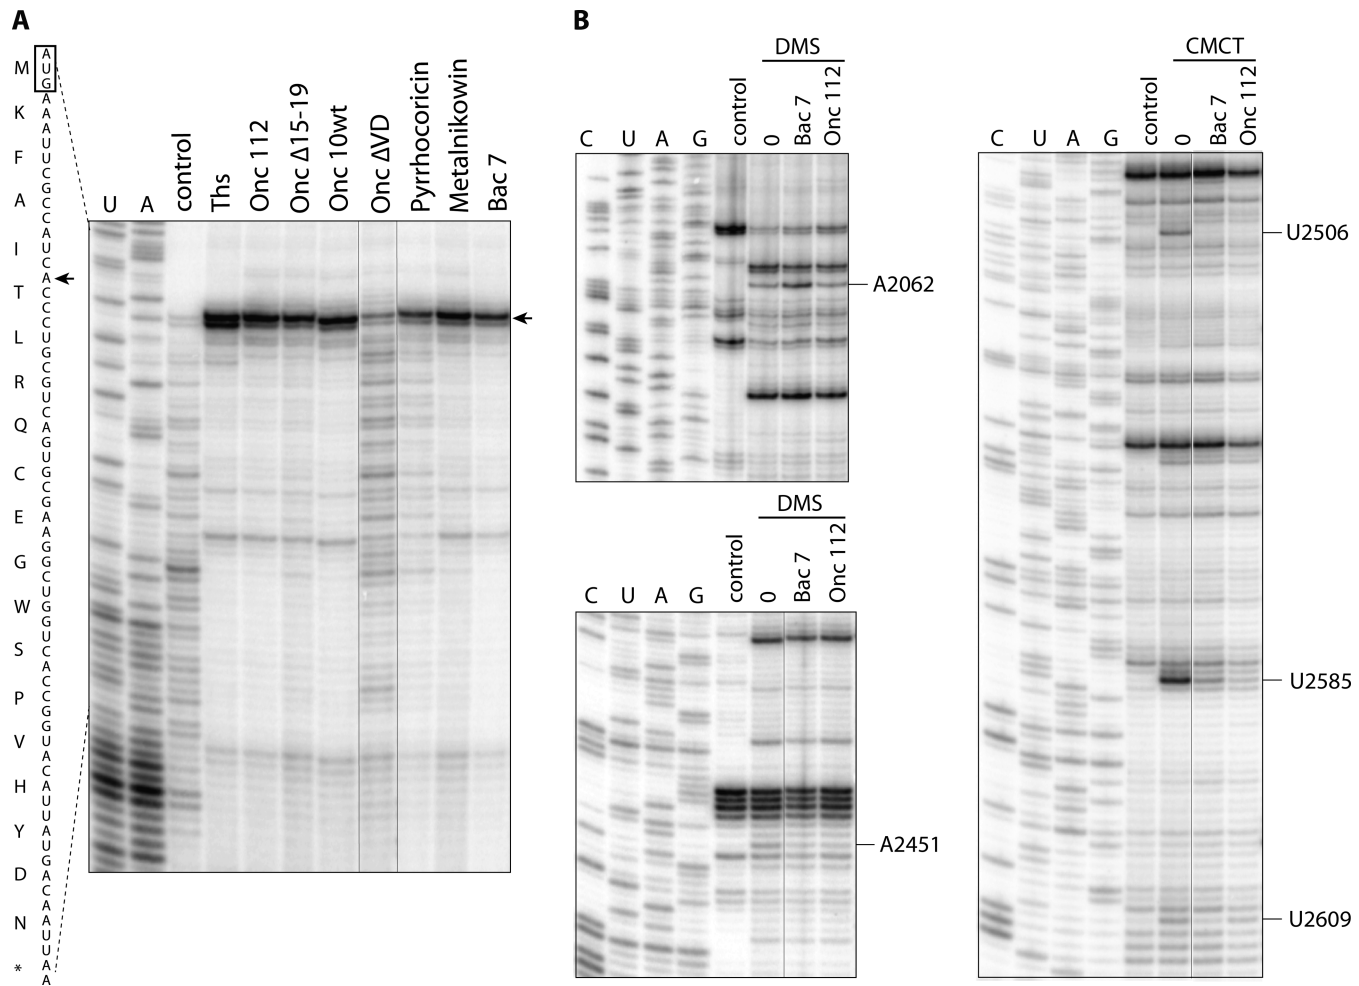 A
M K F A I T L R Q C E G W S P V H Y D N *
AUGAAAUUCGCCAUCACCCUGCGUCAGUGCGAAGGCUGGUCACCGGUACAUUAUGACAAUUAA
U A control Ths Onc 112 Onc Δ15-19 Onc 10wt Onc ΔVD Pyrrhocoricin Metalnikowin Bac 7
B
DMS
C U A G control 0 Bac 7 Onc 112
A2062
DMS
C U A G control 0 Bac 7 Onc 112
A2451
CMCT
C U A G control 0 Bac 7 Onc 112
U2506
U2585
U2609